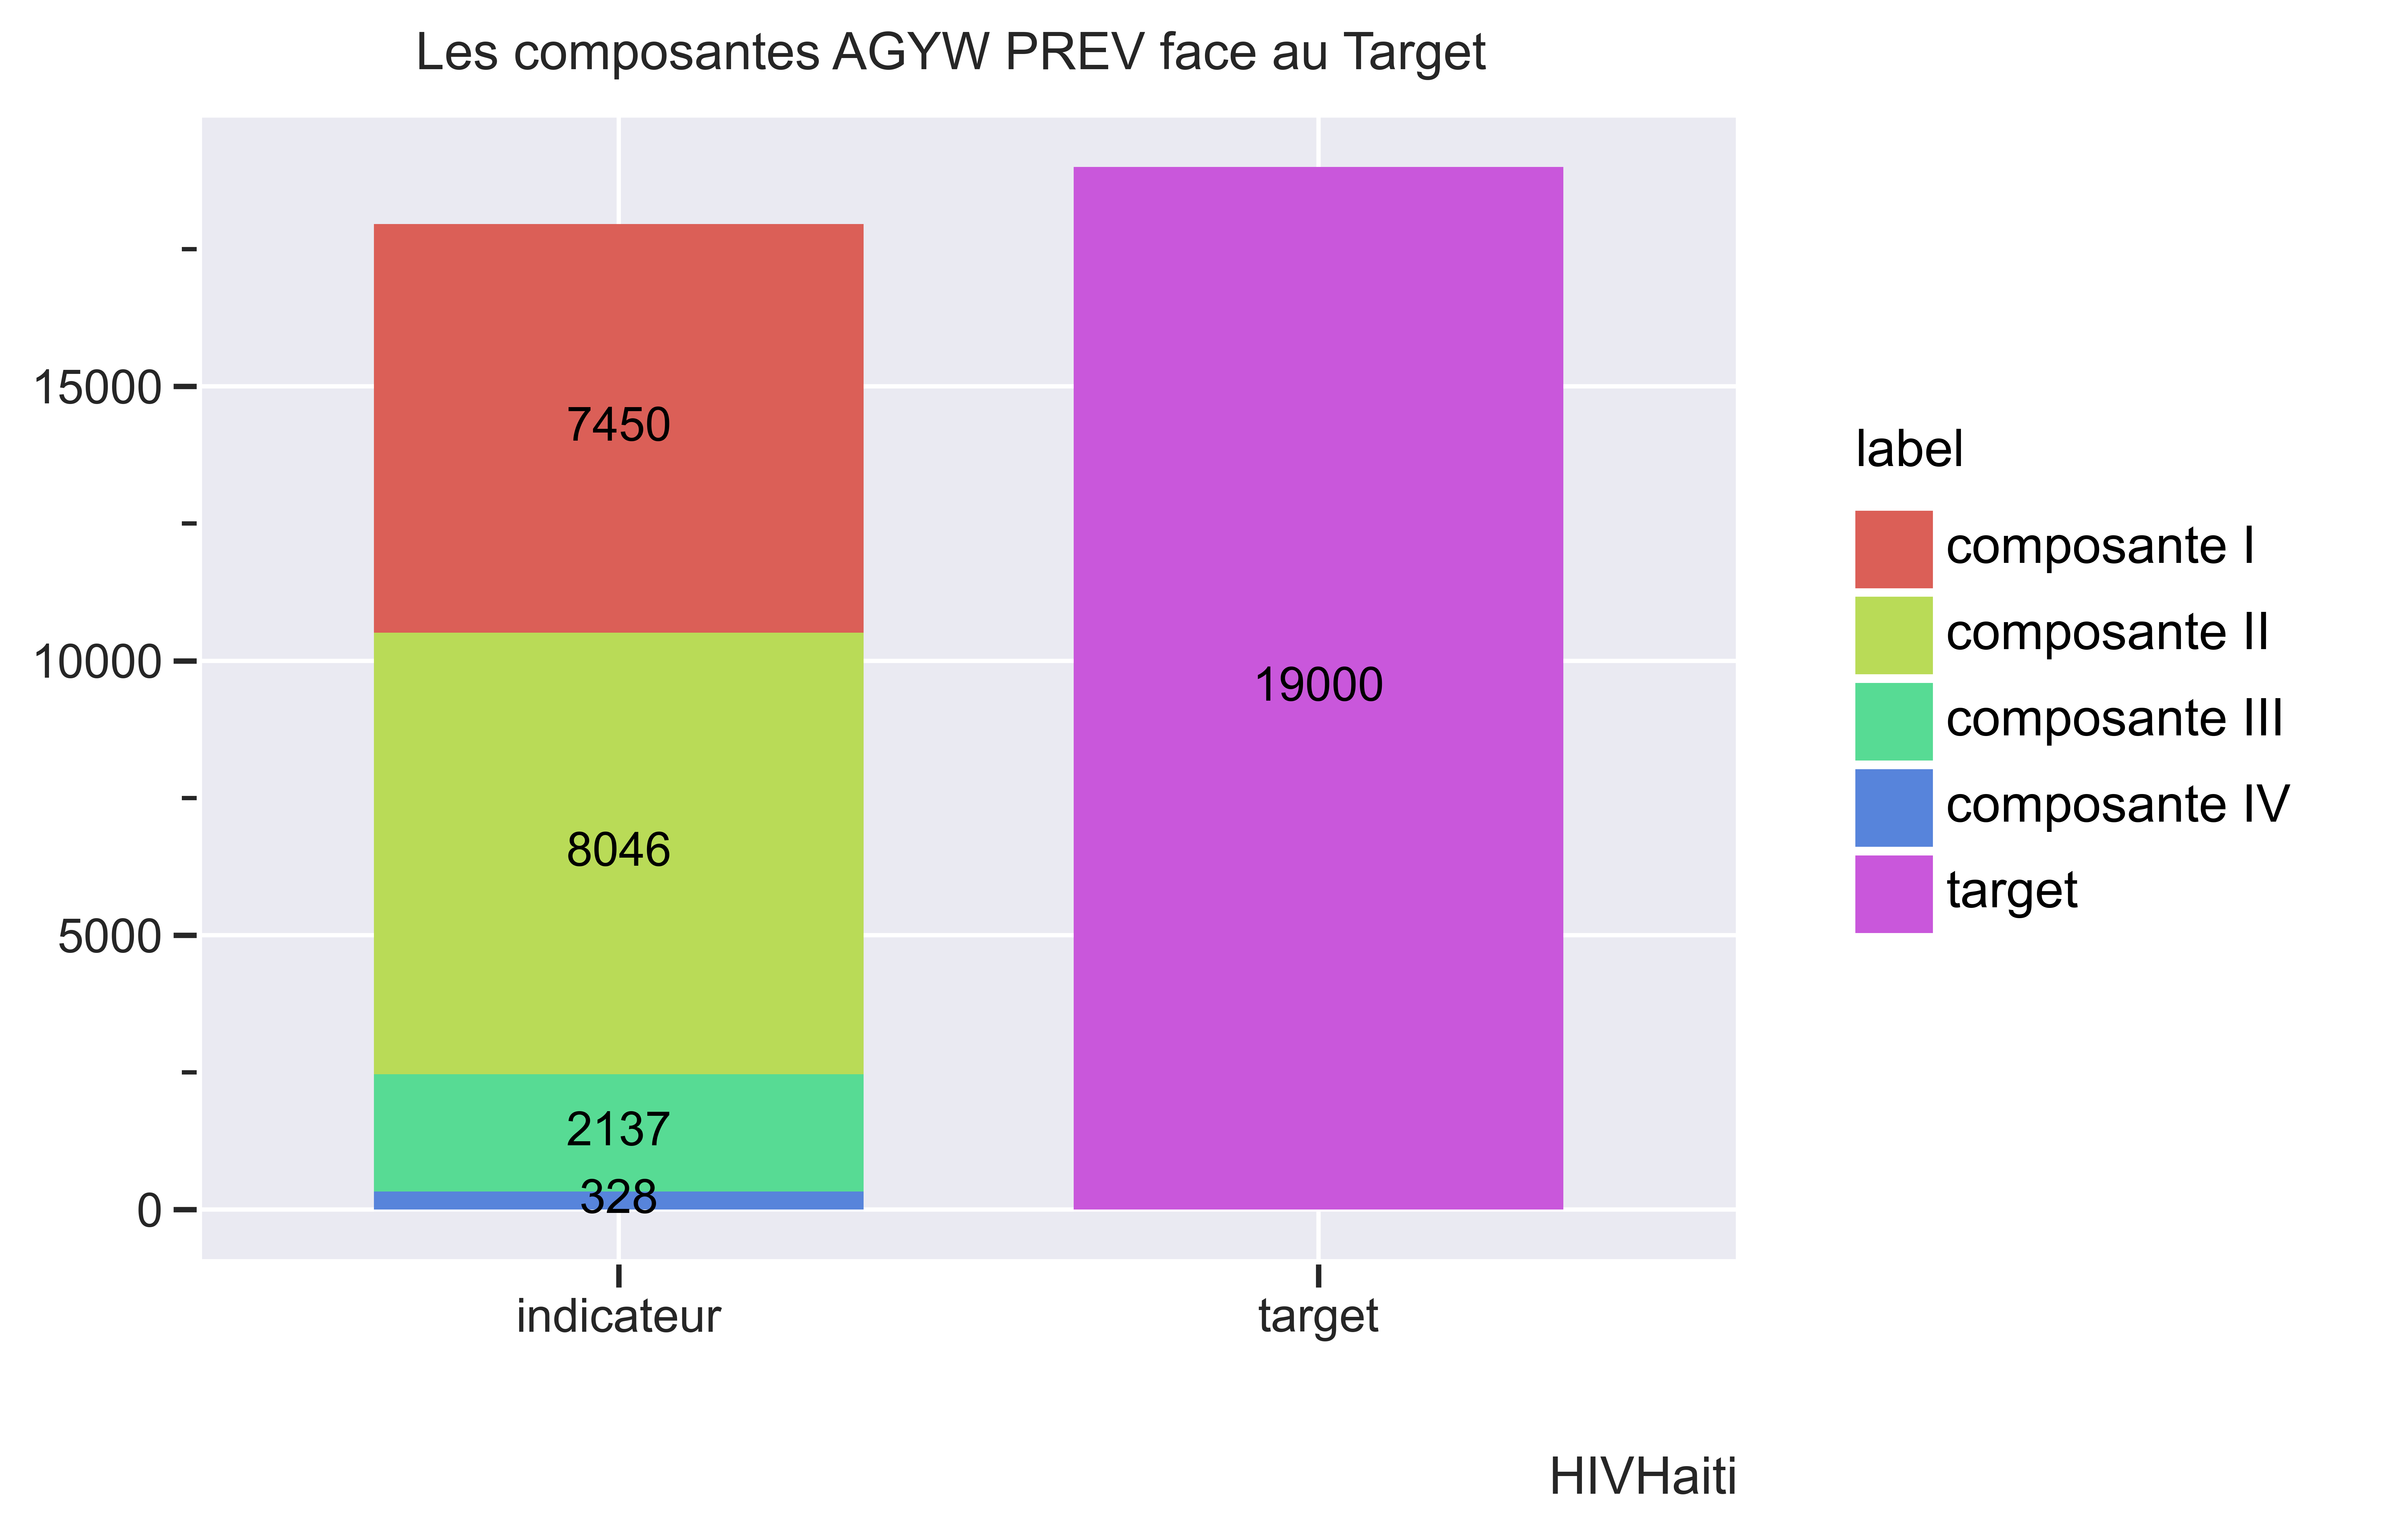 Les composantes AGYW PREV face au Target
15000
10000
5000
0
7450
8046
2137
328
19000
indicateur
target
label
composante I
composante II
composante III
composante IV
target
HIVHaiti